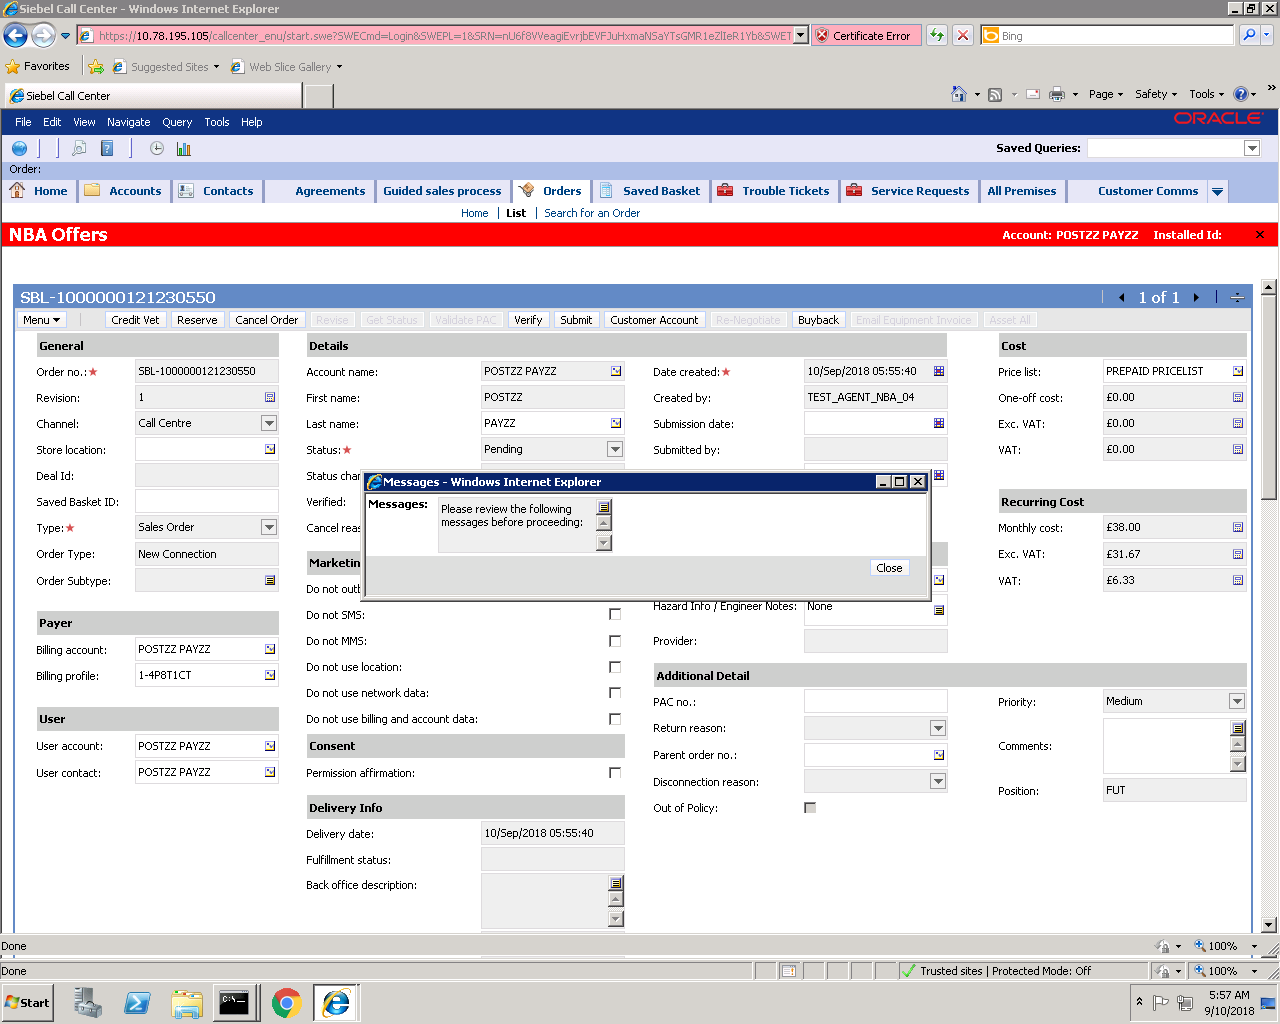 Siebel Call Center - Windows Internet Explorer
https://10.78.195.105/callcenter_enu/start.swe?SWECmd=Login&SWEPL=1&SRN=
Certificate Error
Bing
Favorites
Suggested Sites
Web Slice Gallery
Siebel Call Center
Page
Safety
Tools
»
File Edit View Navigate Query Tools Help
ORACLE
Saved Queries:
Order:
Home Accounts Contacts Agreements Guided sales process Orders Saved Basket Trouble Tickets Service Requests All Premises Customer Comms
Home | List | Search for an Order
NBA Offers
Account: POSTZZ PAYZZ Installed Id:
SBL-1000000121230550
1 of 1
Menu Credit Vet Reserve Cancel Order Revise Get Status Validate PAC Verify Submit Customer Account Re-Negotiate Buyback Email Equipment Invoice Asset All
General
Order no.: SBL-1000000121230550
Revision: 1
Channel: Call Centre
Store location:
Deal Id:
Saved Basket ID:
Type: Sales Order
Order Type: New Connection
Order Subtype:
Payer
Billing account: POSTZZ PAYZZ
Billing profile: 1-4P8T1CT
User
User account: POSTZZ PAYZZ
User contact: POSTZZ PAYZZ
Details
Account name: POSTZZ PAYZZ
First name: POSTZZ
Last name: PAYZZ
Status: Pending
Status char
Verified:
Cancel reas
Marketin
Do not outb
Do not SMS:
Do not MMS:
Do not use location:
Do not use network data:
Do not use billing and account data:
Consent
Permission affirmation:
Delivery Info
Delivery date: 10/Sep/2018 05:55:40
Fulfillment status:
Back office description:
Date created: 10/Sep/2018 05:55:40
Created by: TEST_AGENT_NBA_04
Submission date:
Submitted by:
Messages - Windows Internet Explorer
Messages:
Please review the following
messages before proceeding:
Close
Hazard Info / Engineer Notes: None
Provider:
Additional Detail
PAC no.:
Return reason:
Parent order no.:
Disconnection reason:
Out of Policy:
Priority: Medium
Comments:
Position: FUT
Cost
Price list: PREPAID PRICELIST
One-off cost: £0.00
Exc. VAT: £0.00
VAT: £0.00
Recurring Cost
Monthly cost: £38.00
Exc. VAT: £31.67
VAT: £6.33
Done
100%
Done
Trusted sites | Protected Mode: Off
100%
Start
5:57 AM
9/10/2018